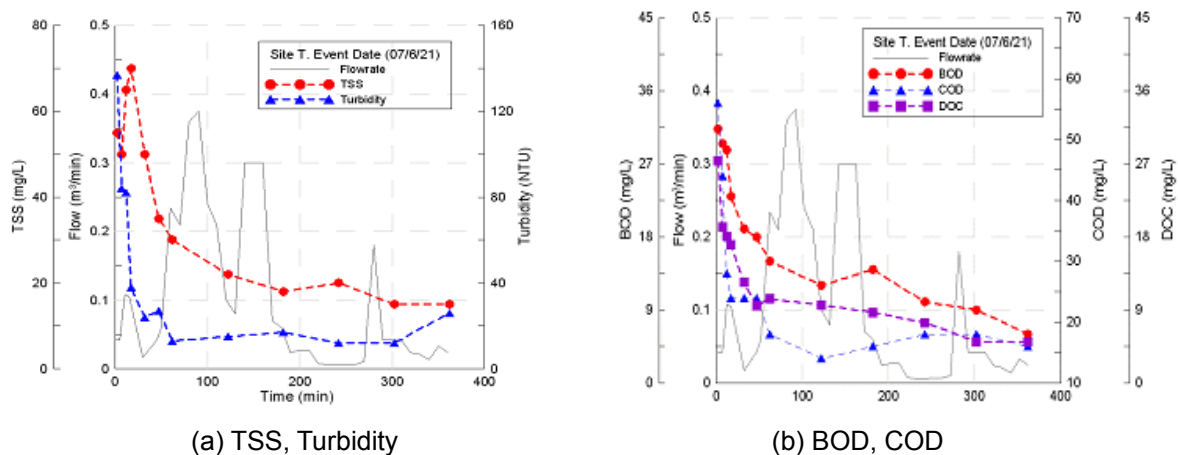 80
60
40
20
0
TSS (mg/L)
0.5
0.4
0.3
0.2
0.1
0
Flow (m³/min)
Site T. Event Date (07/6/21)
Flowrate
TSS
Turbidity
160
120
80
40
0
Turbidity (NTU)
0 100 200 300 400
Time (min)
(a) TSS, Turbidity
45
36
27
18
9
0
BOD (mg/L)
0.5
0.4
0.3
0.2
0.1
0
Flow (m³/min)
Site T. Event Date (07/6/21)
Flowrate
BOD
COD
DOC
70
60
50
40
30
20
10
COD (mg/L)
45
36
27
18
9
0
DOC (mg/L)
0 100 200 300 400
(b) BOD, COD